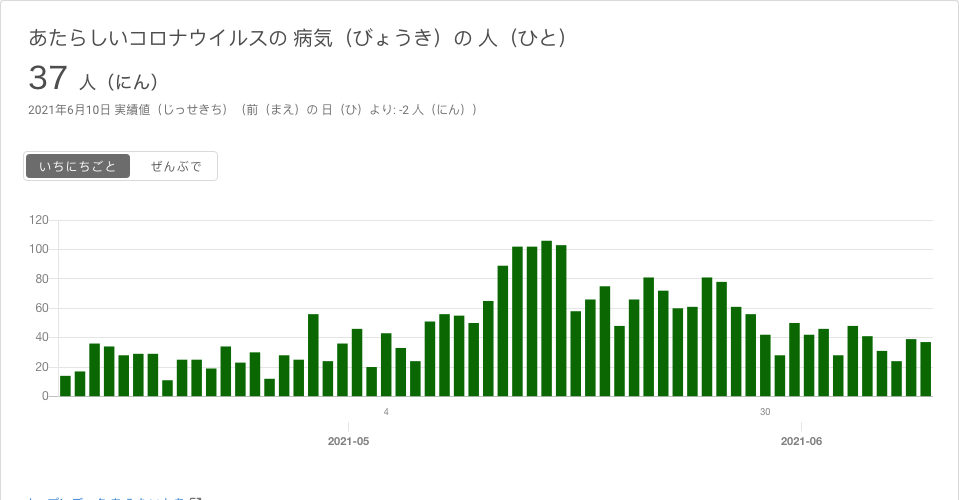 あたらしいコロナウイルスの 病気（びょうき）の 人（ひと）
37 人（にん）
2021年6月10日 実績値（じっせきち）（前（まえ）の 日（ひ）より: -2 人（にん））
いちにちごと ぜんぶで
120
100
80
60
40
20
0
4 30
2021-05 2021-06